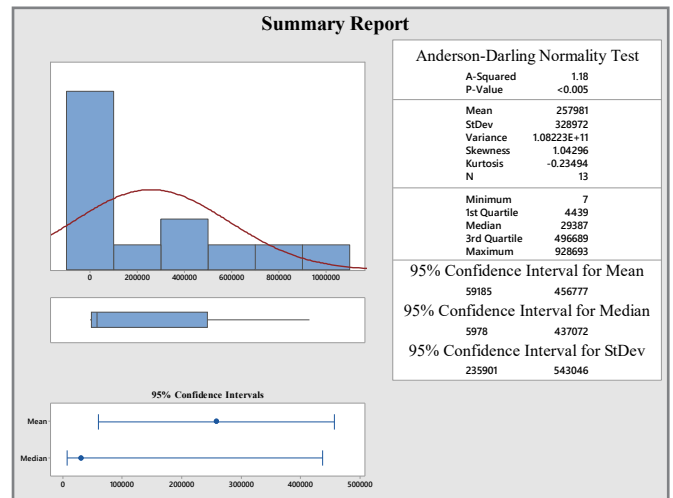 Summary Report
Anderson-Darling Normality Test
A-Squared 1.18
P-Value <0.005
Mean 257981
StDev 328972
Variance 1.08223E+11
Skewness 1.04296
Kurtosis -0.23494
N 13
Minimum 7
1st Quartile 4439
Median 29387
3rd Quartile 496689
Maximum 928693
95% Confidence Interval for Mean
59185 456777
95% Confidence Interval for Median
5978 437072
95% Confidence Interval for StDev
235901 543046
0 200000 400000 600000 800000 1000000
95% Confidence Intervals
Mean
Median
0 100000 200000 300000 400000 500000